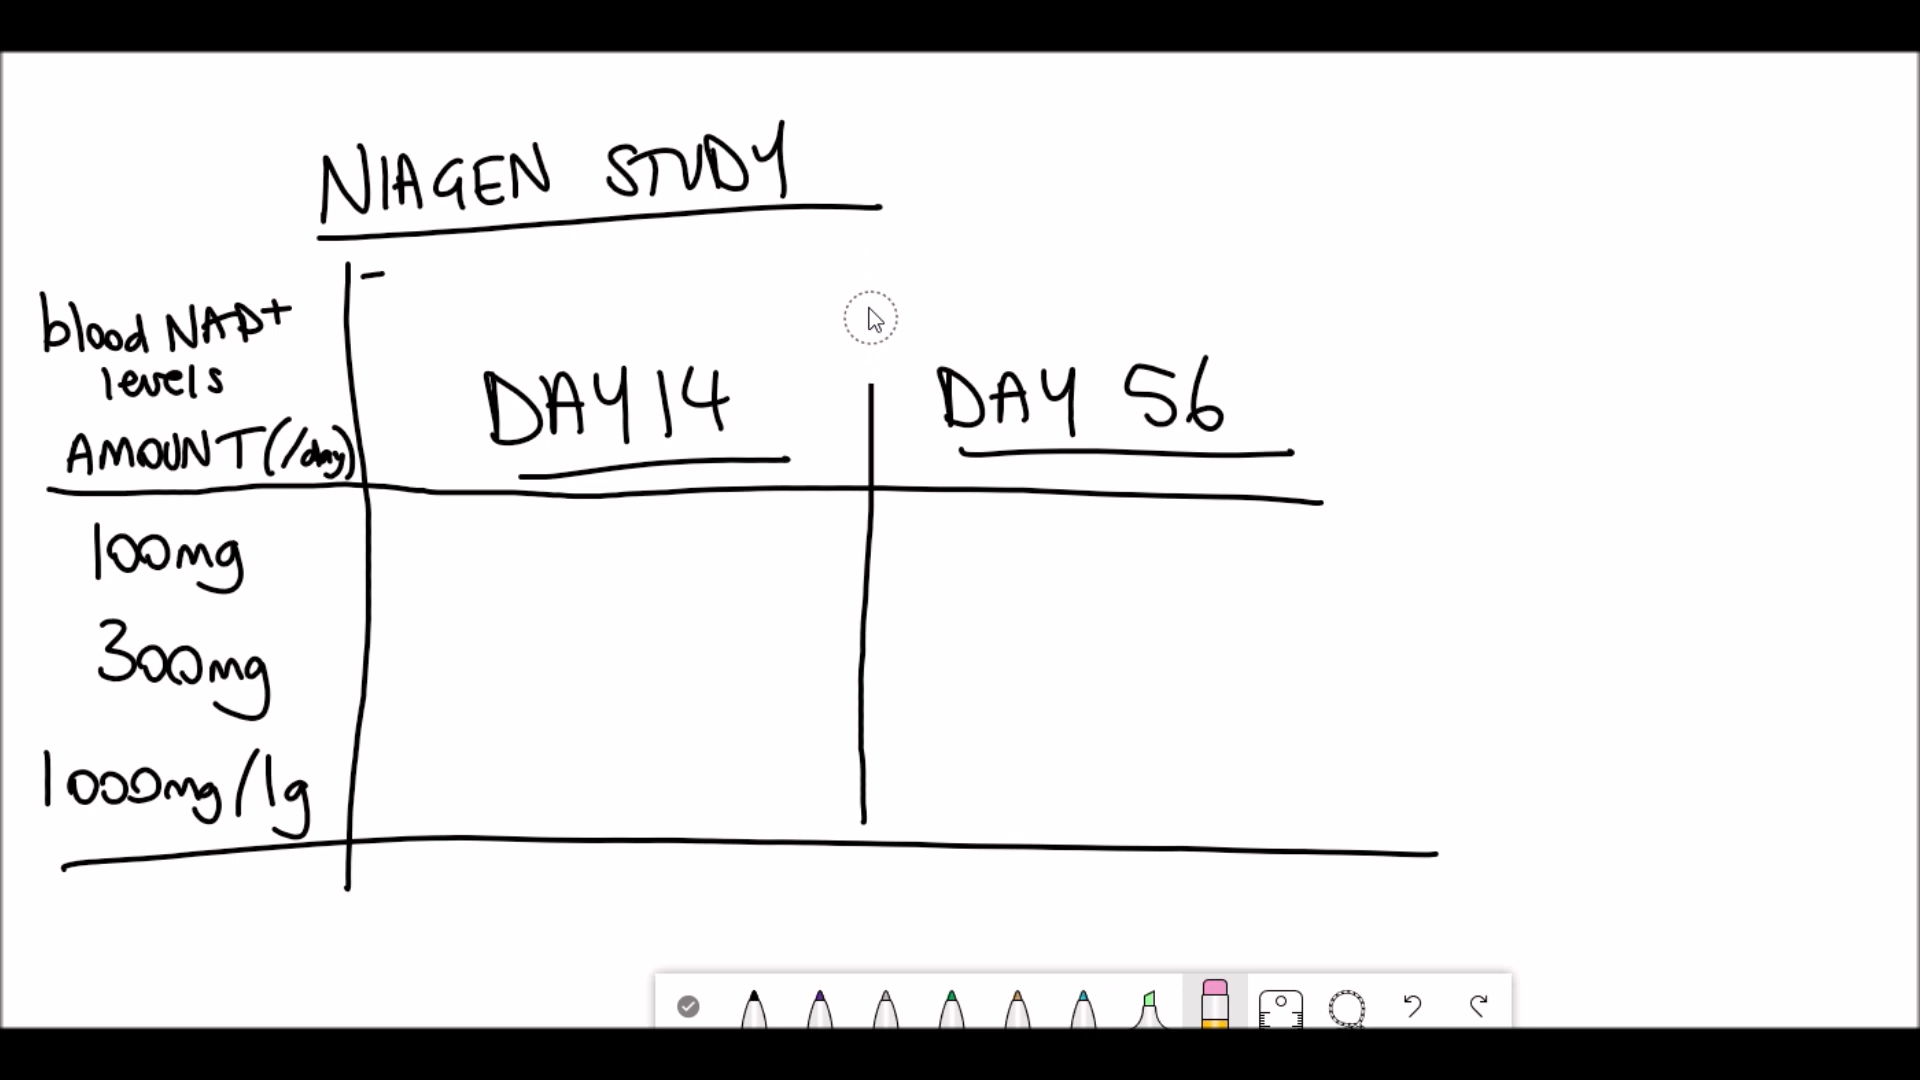 NIAGEN STUDY
blood NAD+
levels
AMOUNT (/day)
DAY 14
DAY 56
100mg
300mg
1000mg/1g